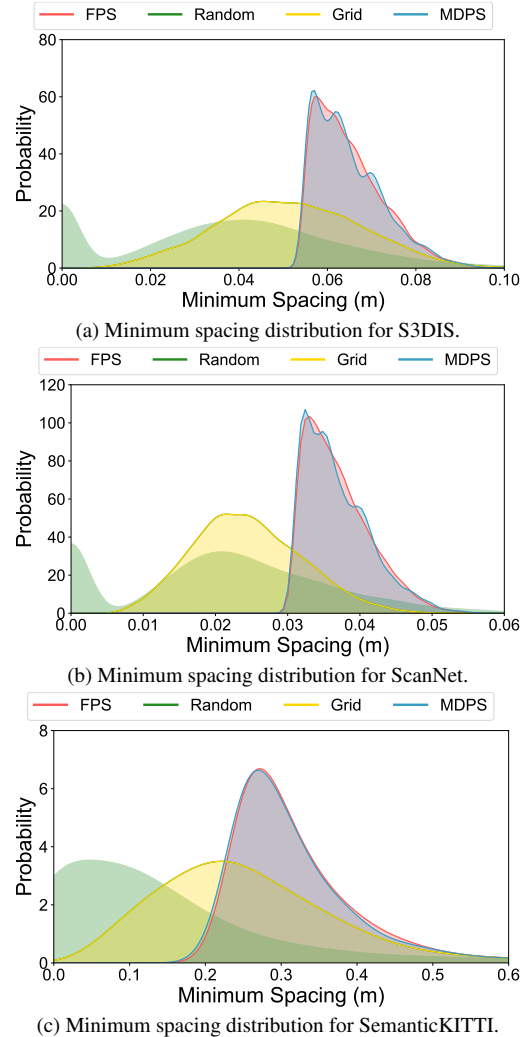 FPS Random Grid MDPS
80
60
40
20
0
Probability
0.00 0.02 0.04 0.06 0.08 0.10
Minimum Spacing (m)
(a) Minimum spacing distribution for S3DIS.
FPS Random Grid MDPS
120
100
80
60
40
20
0
Probability
0.00 0.01 0.02 0.03 0.04 0.05 0.06
Minimum Spacing (m)
(b) Minimum spacing distribution for ScanNet.
FPS Random Grid MDPS
8
6
4
2
0
Probability
0.0 0.1 0.2 0.3 0.4 0.5 0.6
Minimum Spacing (m)
(c) Minimum spacing distribution for SemanticKITTI.